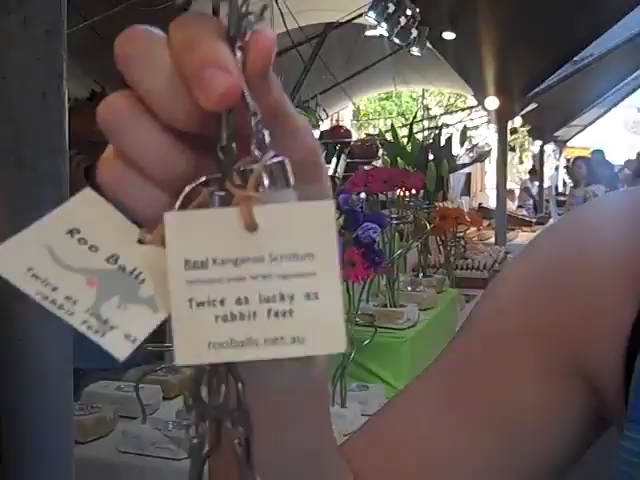 Roo Balls
Twice as lucky as
rabbit feet
Real Kangaroo Scrotum
Twice as lucky as
rabbit feet
rooballs.net.au